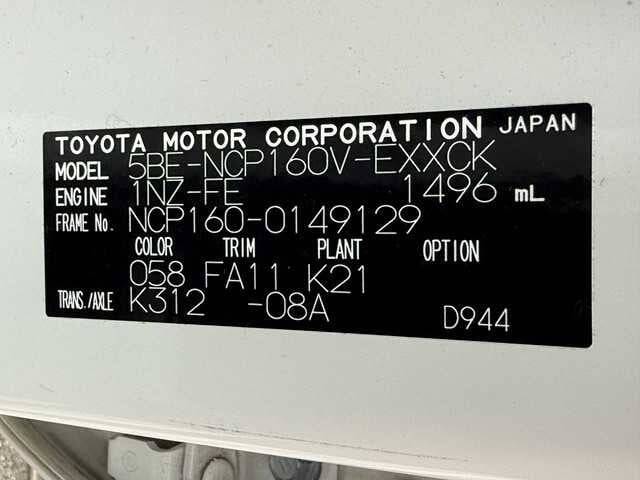 TOYOTA MOTOR CORPORATION JAPAN
MODEL 5BE-NCP160V-EXXCK
ENGINE 1NZ-FE 1496 mL
FRAME No. NCP160-0149129
COLOR TRIM PLANT OPTION
058 FA11 K21
TRANS./AXLE K312 -08A
D944